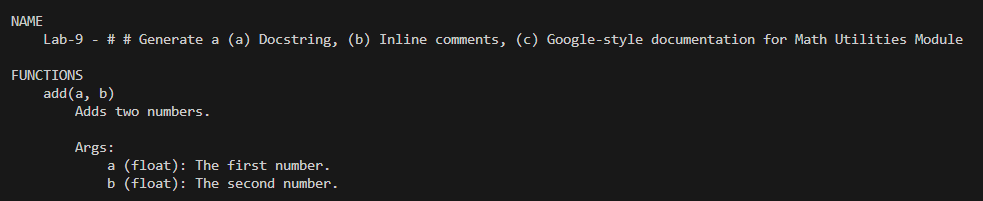 NAME
Lab-9 - # # Generate a (a) Docstring, (b) Inline comments, (c) Google-style documentation for Math Utilities Module
FUNCTIONS
add(a, b)
Adds two numbers.
Args:
a (float): The first number.
b (float): The second number.